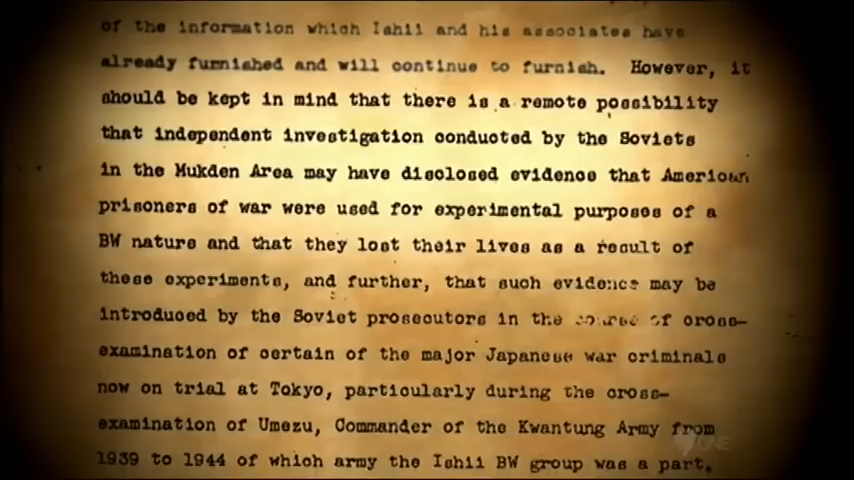 of the information which Ishii and his associates have
already furnished and will continue to furnish. However, it
should be kept in mind that there is a remote possibility
that independent investigation conducted by the Soviets
in the Mukden Area may have disclosed evidence that American
prisoners of war were used for experimental purposes of a
BW nature and that they lost their lives as a result of
these experiments, and further, that such evidence may be
introduced by the Soviet prosecutors in the course of cross-
examination of certain of the major Japanese war criminals
now on trial at Tokyo, particularly during the cross-
examination of Umezu, Commander of the Kwantung Army from
1939 to 1944 of which army the Ishii BW group was a part.
ONE